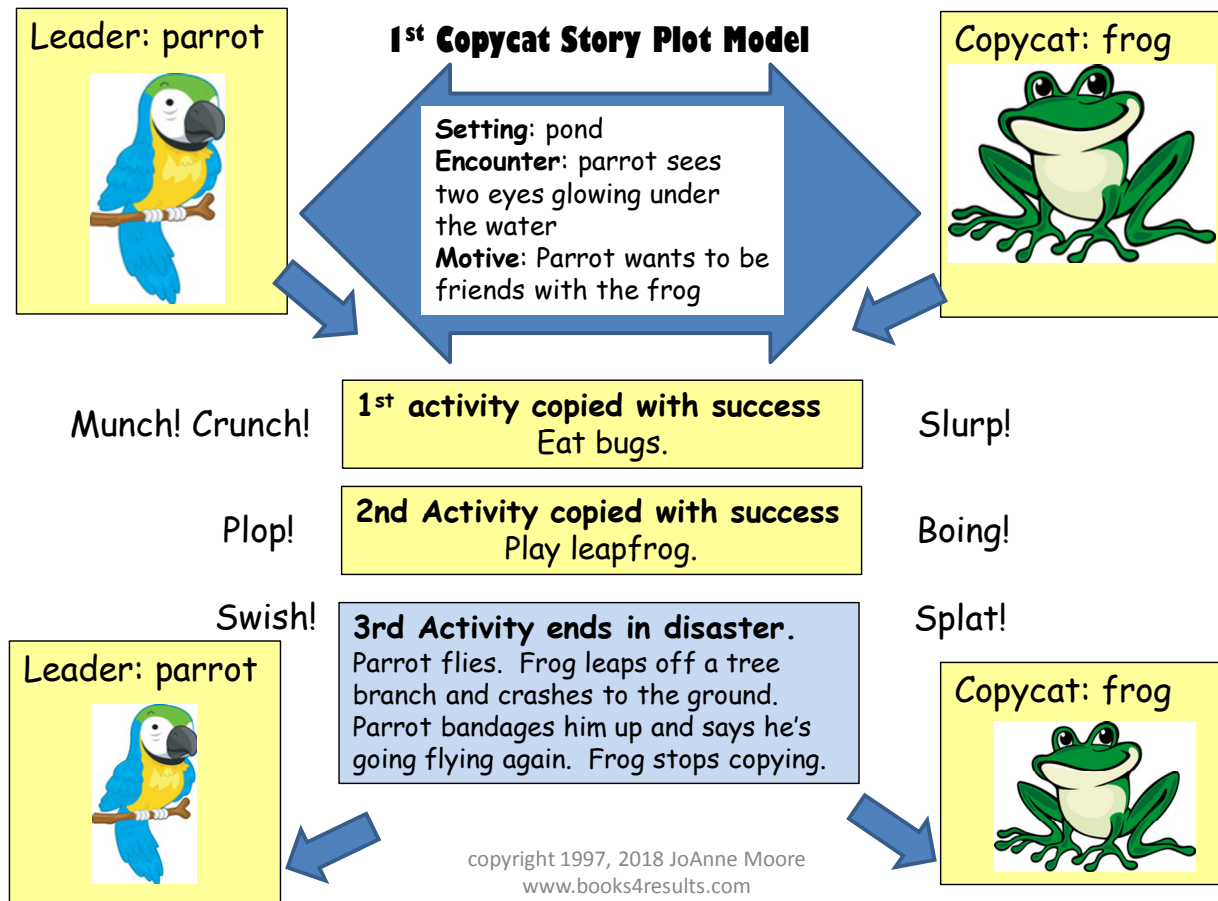 Leader: parrot
1st Copycat Story Plot Model
Copycat: frog
Setting: pond
Encounter: parrot sees
two eyes glowing under
the water
Motive: Parrot wants to be
friends with the frog
Munch! Crunch!
1st activity copied with success
Eat bugs.
Slurp!
Plop!
2nd Activity copied with success
Play leapfrog.
Boing!
Swish!
3rd Activity ends in disaster.
Parrot flies. Frog leaps off a tree
branch and crashes to the ground.
Parrot bandages him up and says he's
going flying again. Frog stops copying.
Splat!
Leader: parrot
Copycat: frog
copyright 1997, 2018 JoAnne Moore
www.books4results.com